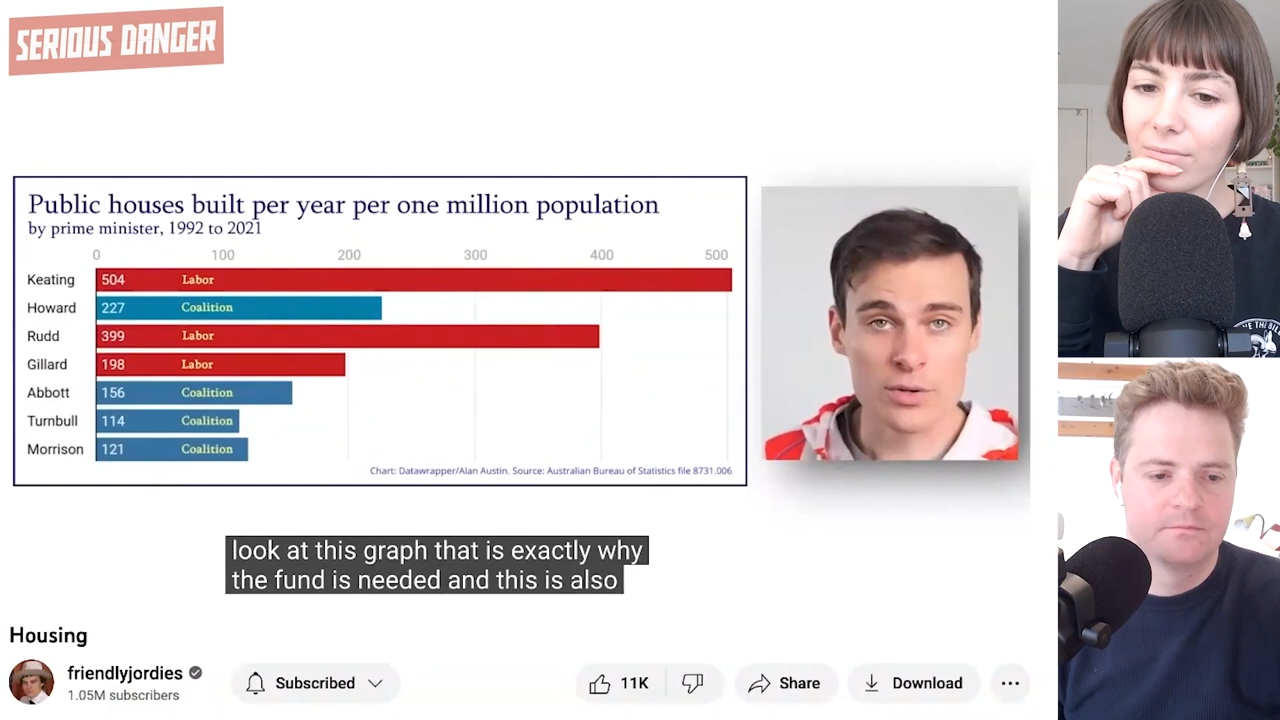 SERIOUS DANGER
Public houses built per year per one million population
by prime minister, 1992 to 2021
0 100 200 300 400 500
Keating 504 Labor
Howard 227 Coalition
Rudd 399 Labor
Gillard 198 Labor
Abbott 156 Coalition
Turnbull 114 Coalition
Morrison 121 Coalition
Chart: Datawrapper/Alan Austin. Source: Australian Bureau of Statistics file 8731.006
look at this graph that is exactly why
the fund is needed and this is also
Housing
friendlyjordies
1.05M subscribers
Subscribed
11K
Share
Download